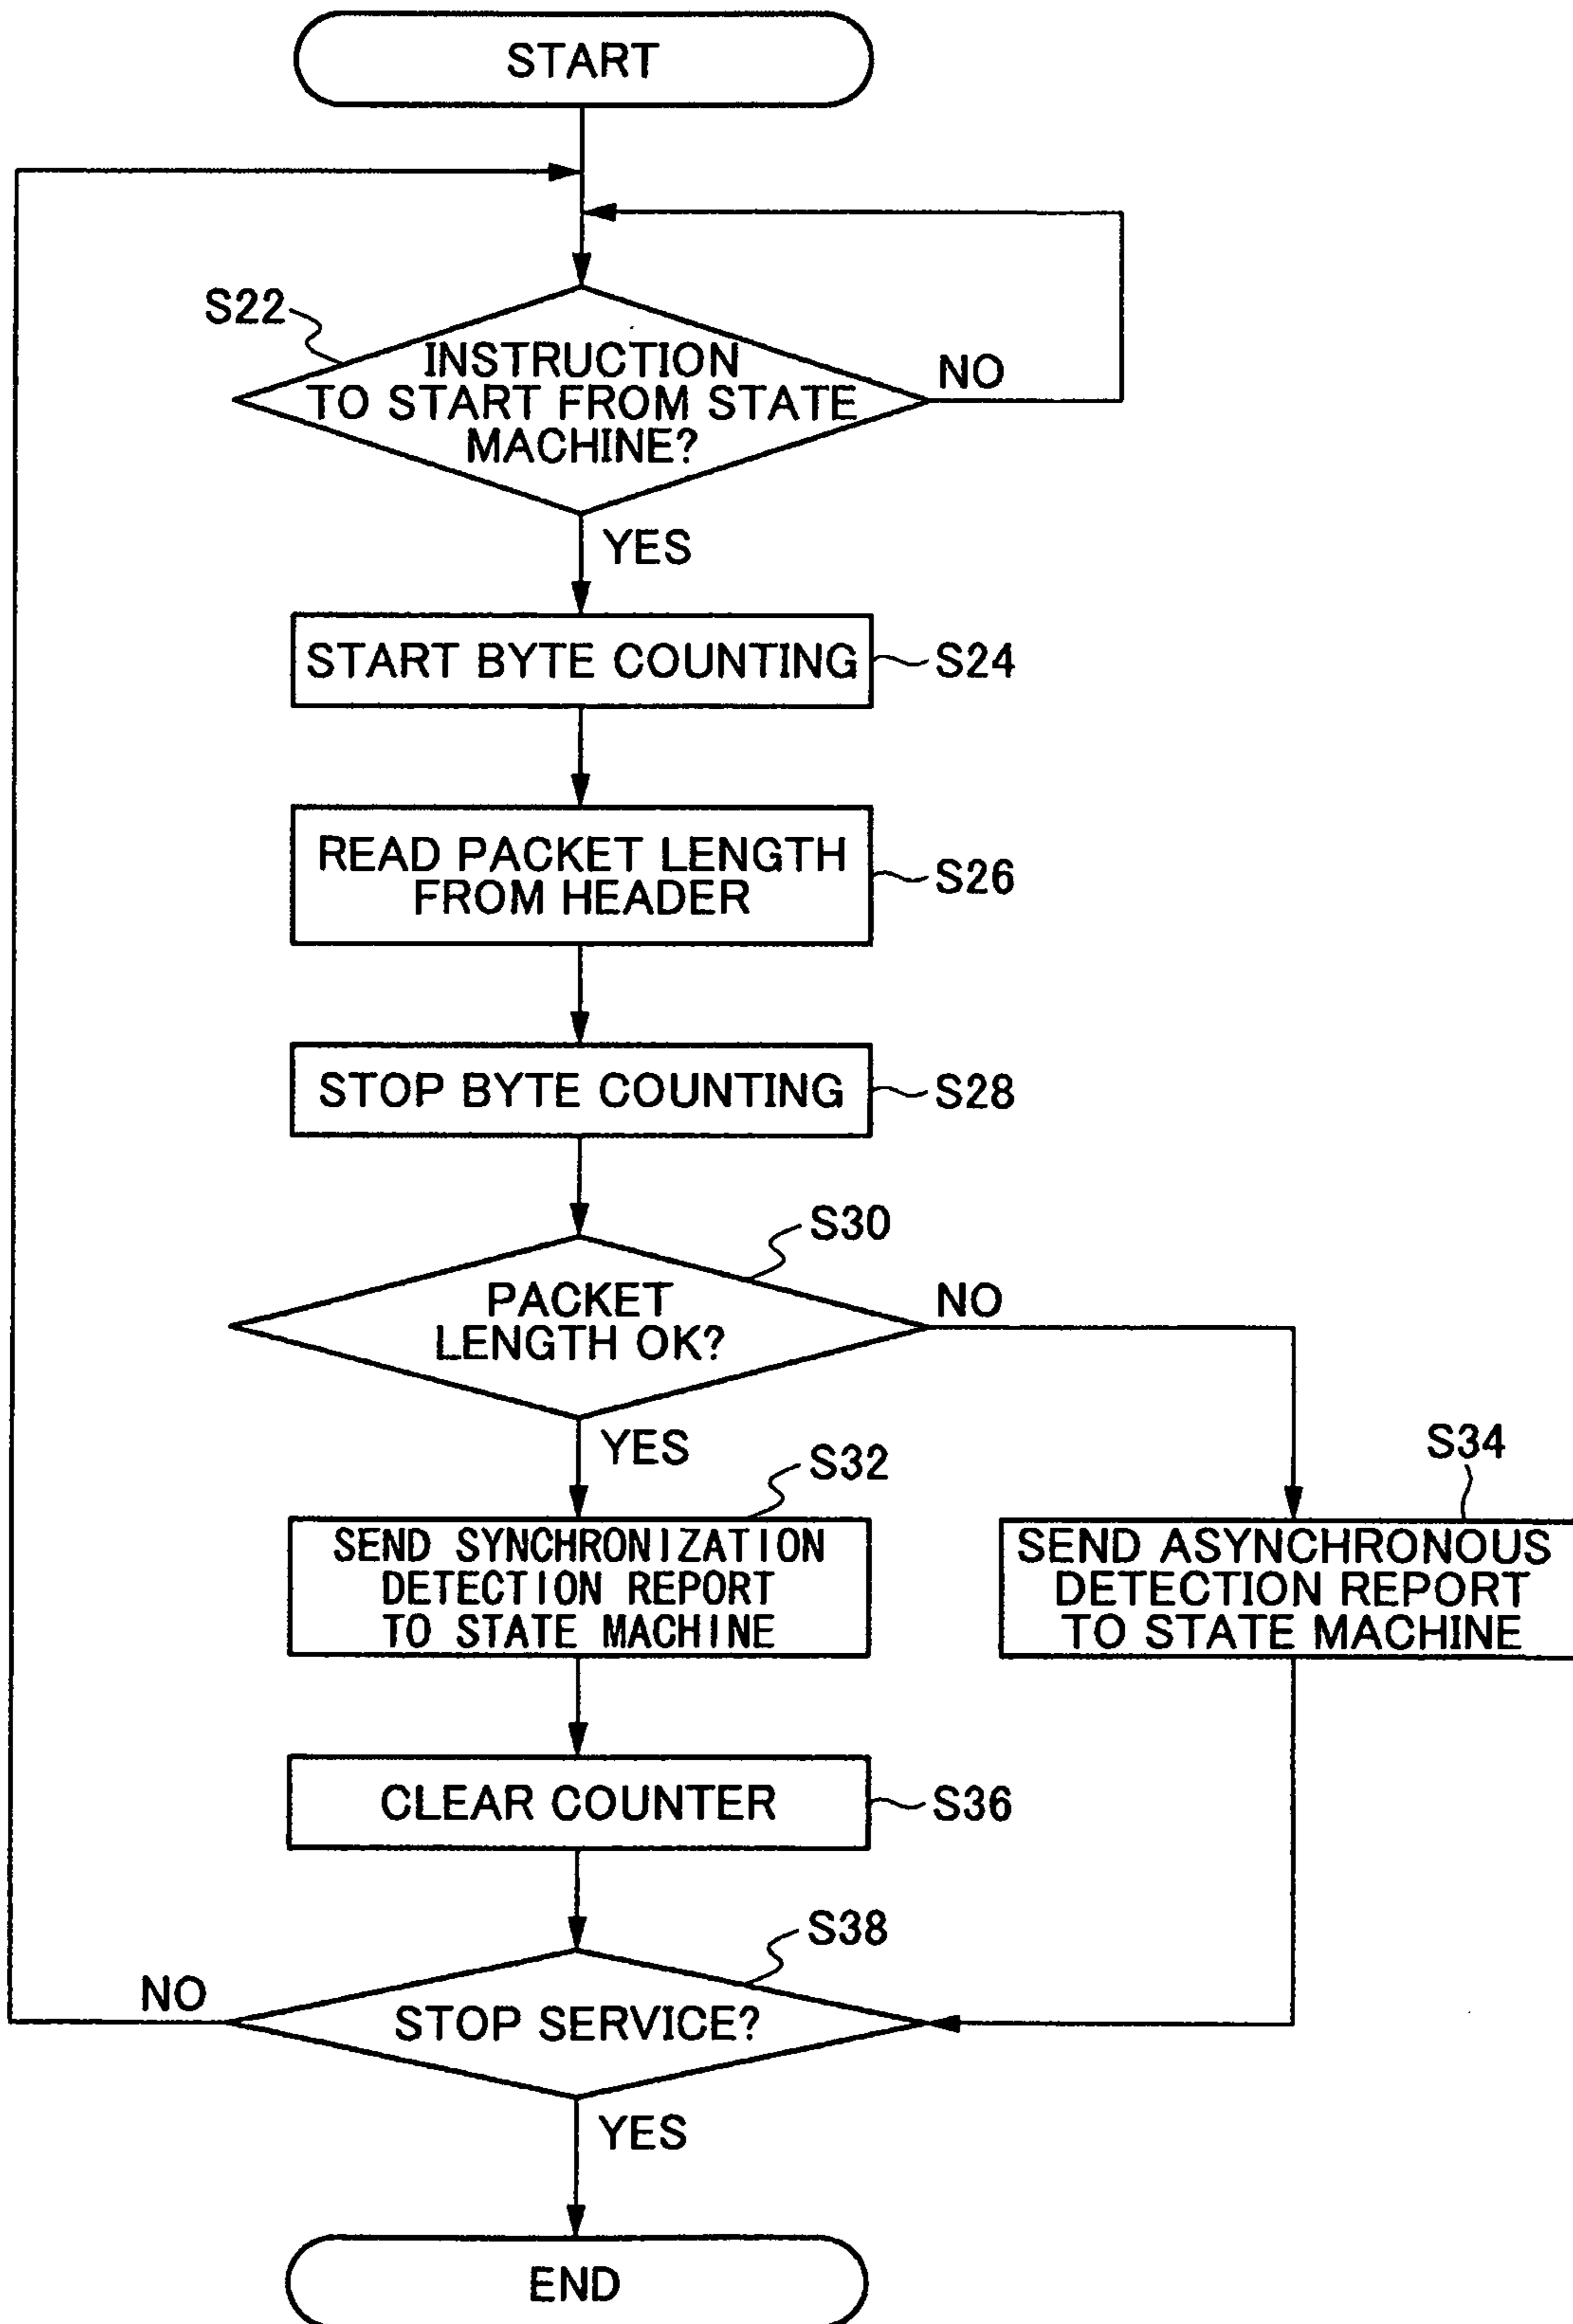 START
S22
INSTRUCTION
TO START FROM STATE
MACHINE?
NO
YES
START BYTE COUNTING
S24
READ PACKET LENGTH
FROM HEADER
S26
STOP BYTE COUNTING
S28
S30
PACKET
LENGTH OK?
NO
YES
S32
S34
SEND SYNCHRONIZATION
DETECTION REPORT
TO STATE MACHINE
SEND ASYNCHRONOUS
DETECTION REPORT
TO STATE MACHINE
CLEAR COUNTER
S36
S38
NO
STOP SERVICE?
YES
END